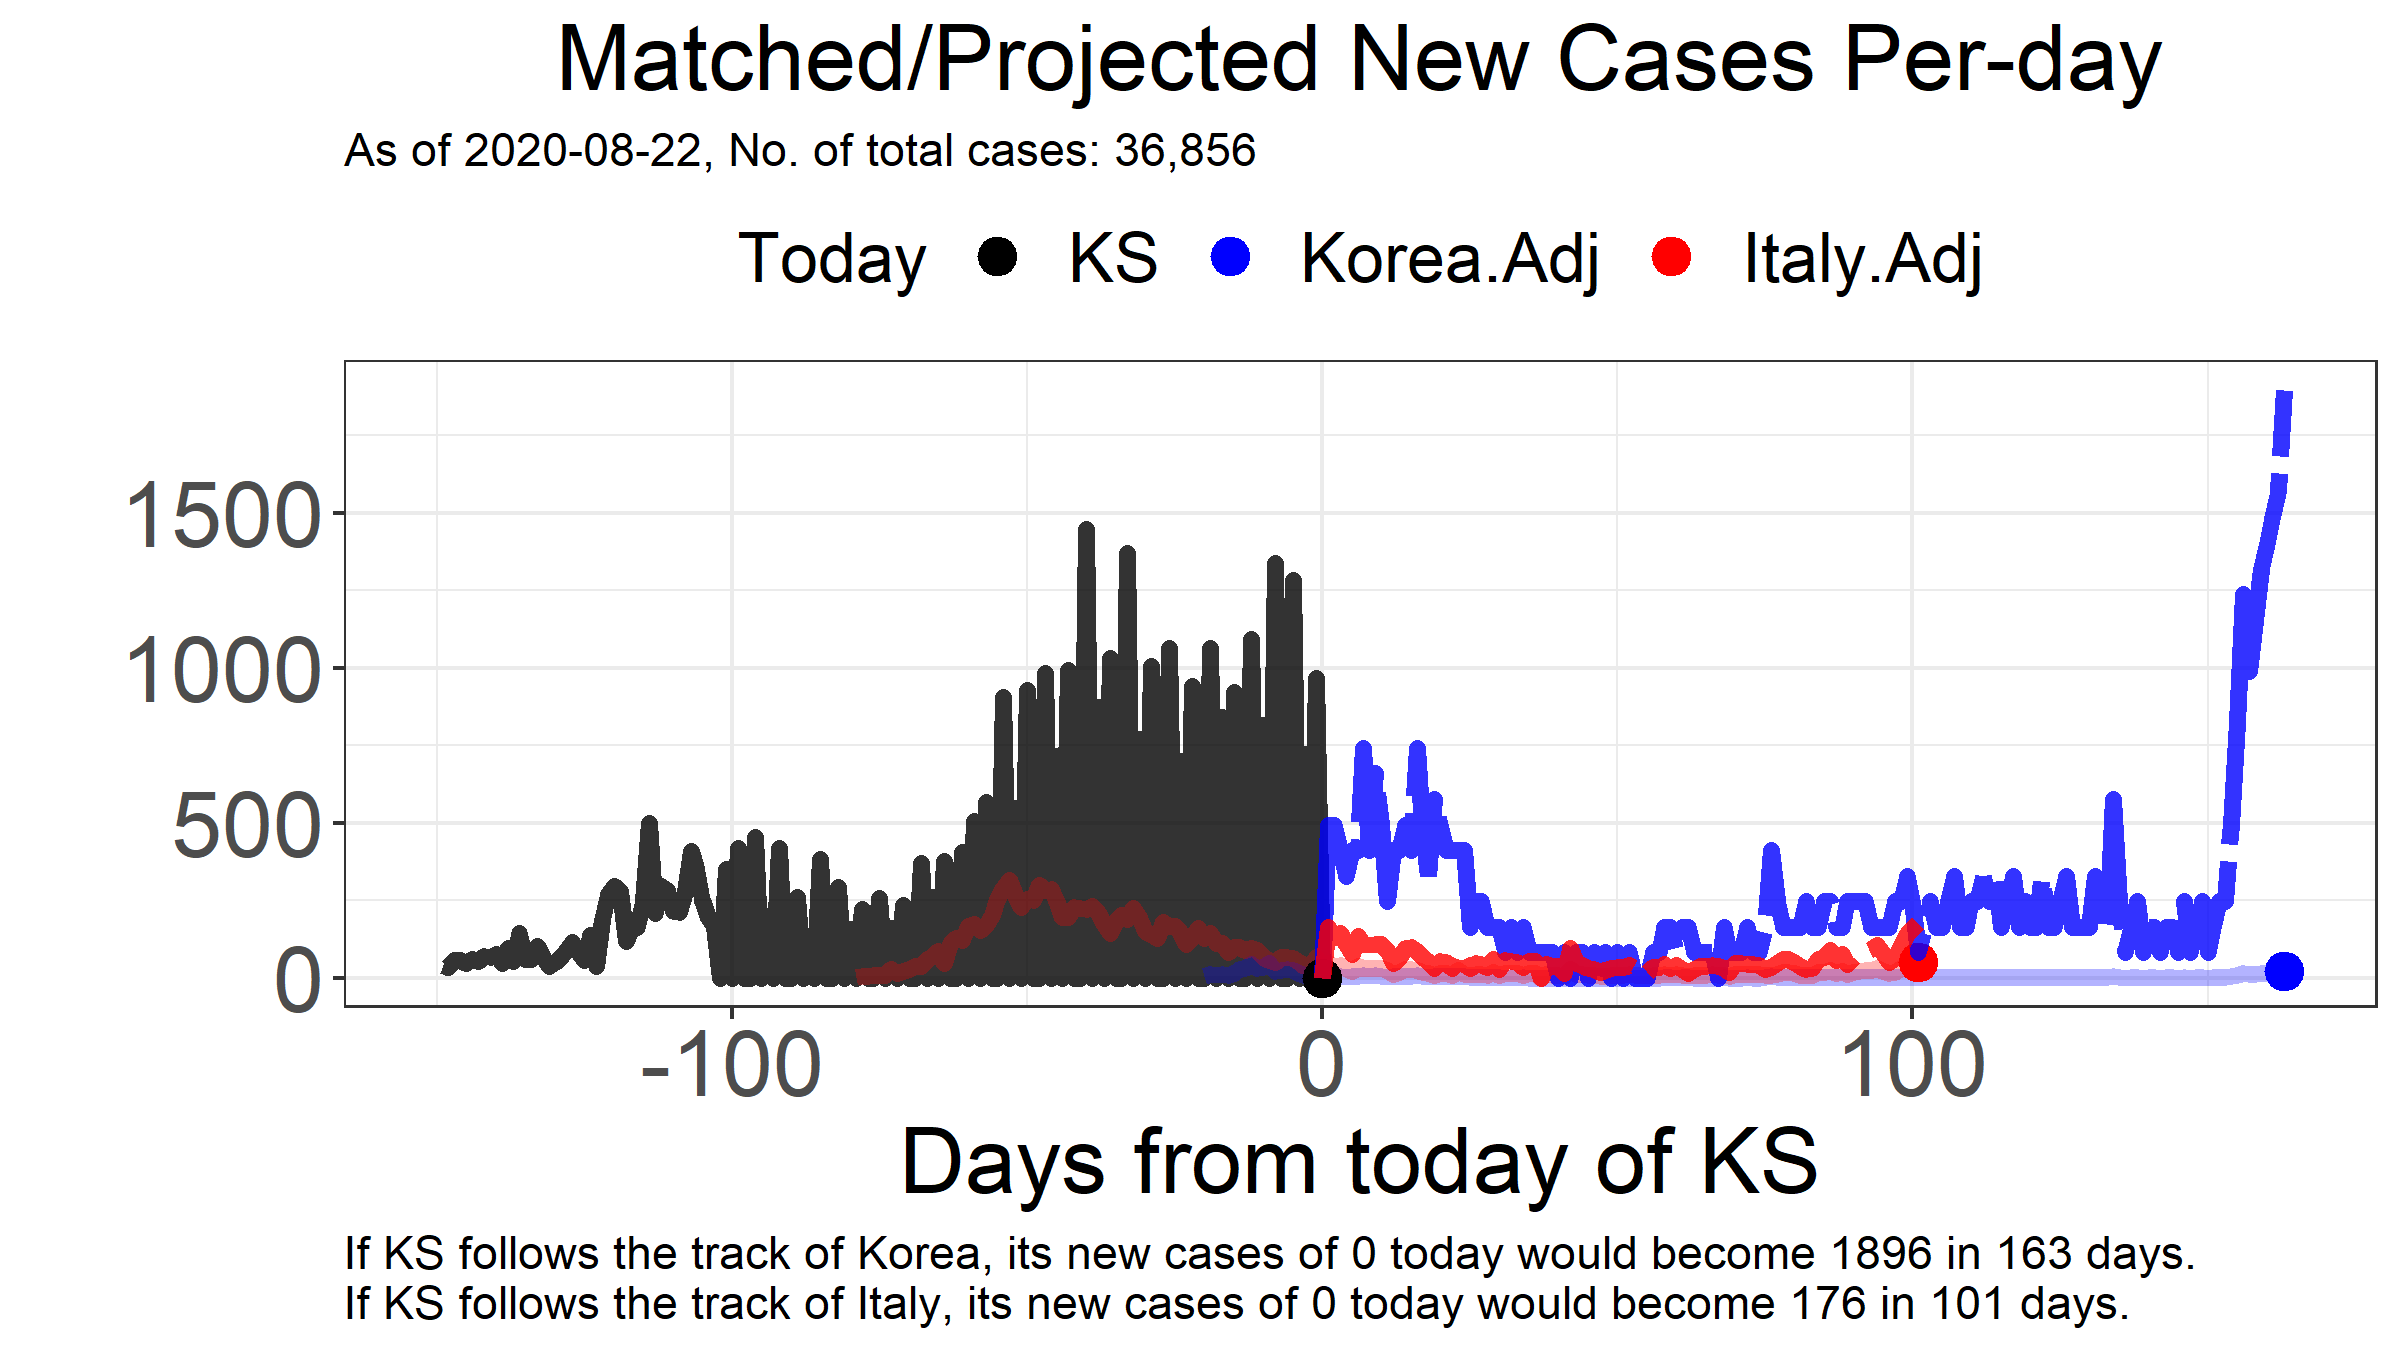 Matched/Projected New Cases Per-day
As of 2020-08-22, No. of total cases: 36,856
Today KS Korea.Adj Italy.Adj
1500
1000
500
0
-100 0 100
Days from today of KS
If KS follows the track of Korea, its new cases of 0 today would become 1896 in 163 days.
If KS follows the track of Italy, its new cases of 0 today would become 176 in 101 days.